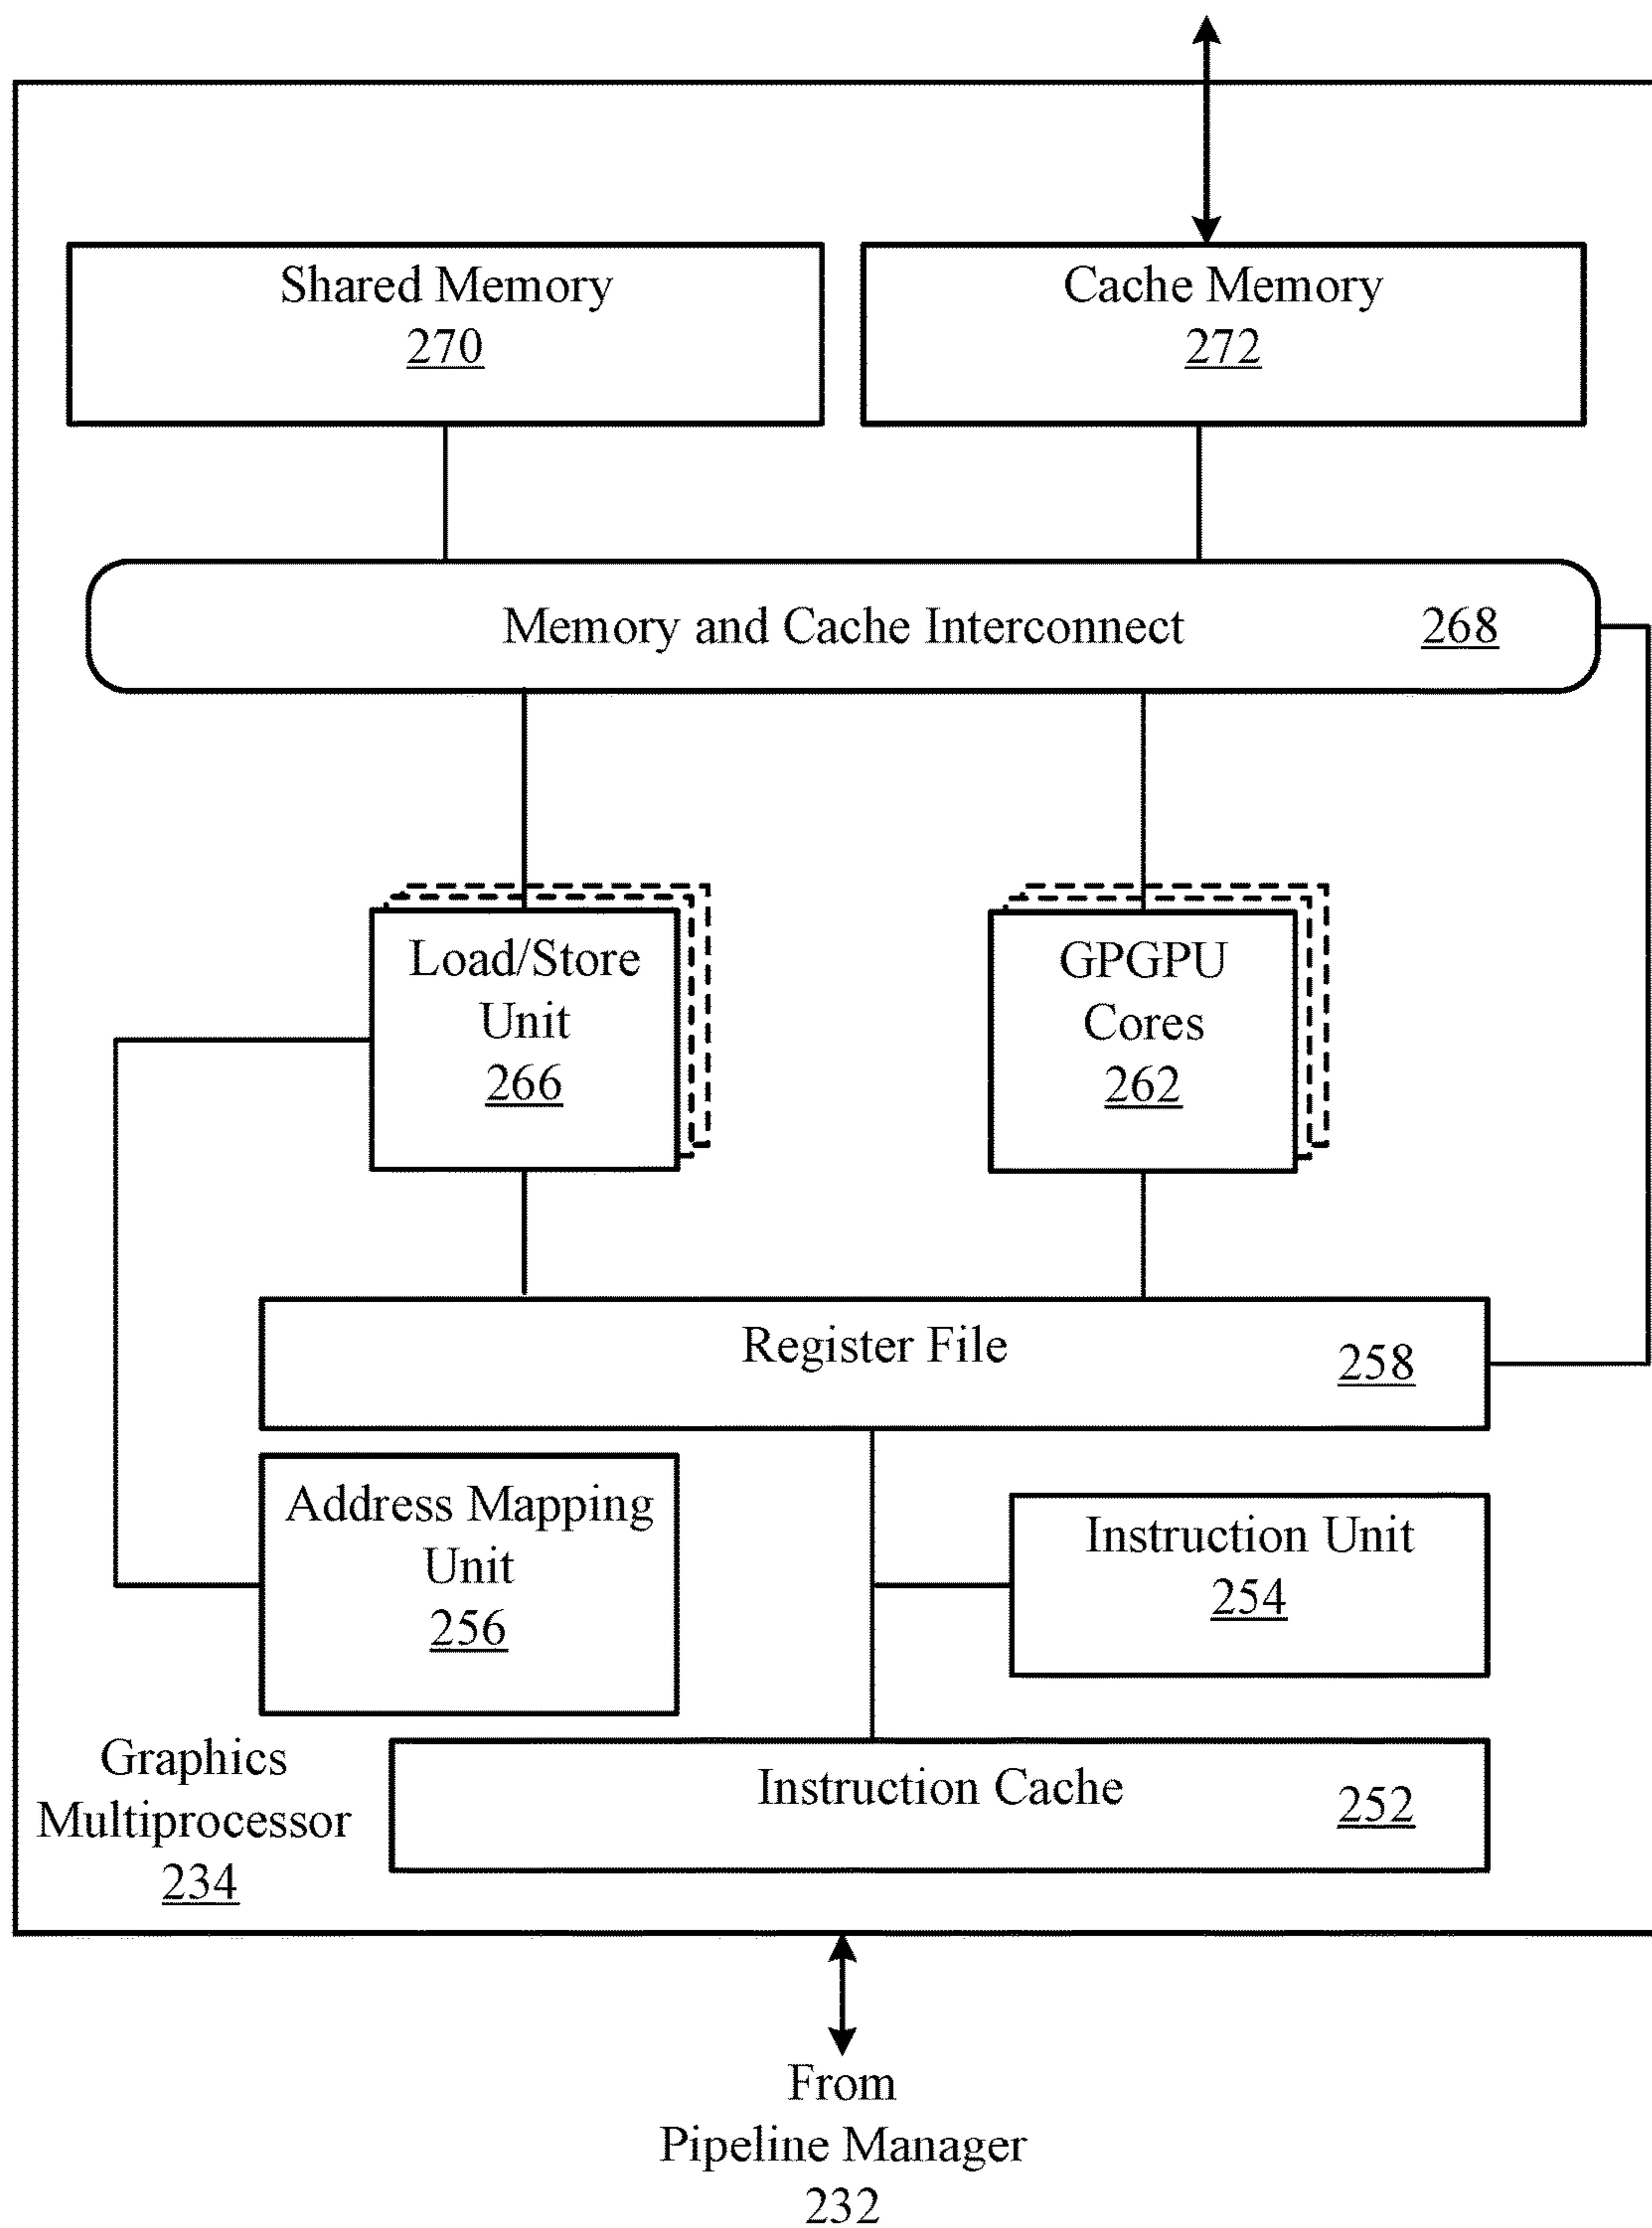 Shared Memory
270
Cache Memory
272
Memory and Cache Interconnect 268
Load/Store
Unit
266
GPGPU
Cores
262
Register File 258
Address Mapping
Unit
256
Instruction Unit
254
Graphics
Multiprocessor
234
Instruction Cache 252
From
Pipeline Manager
232